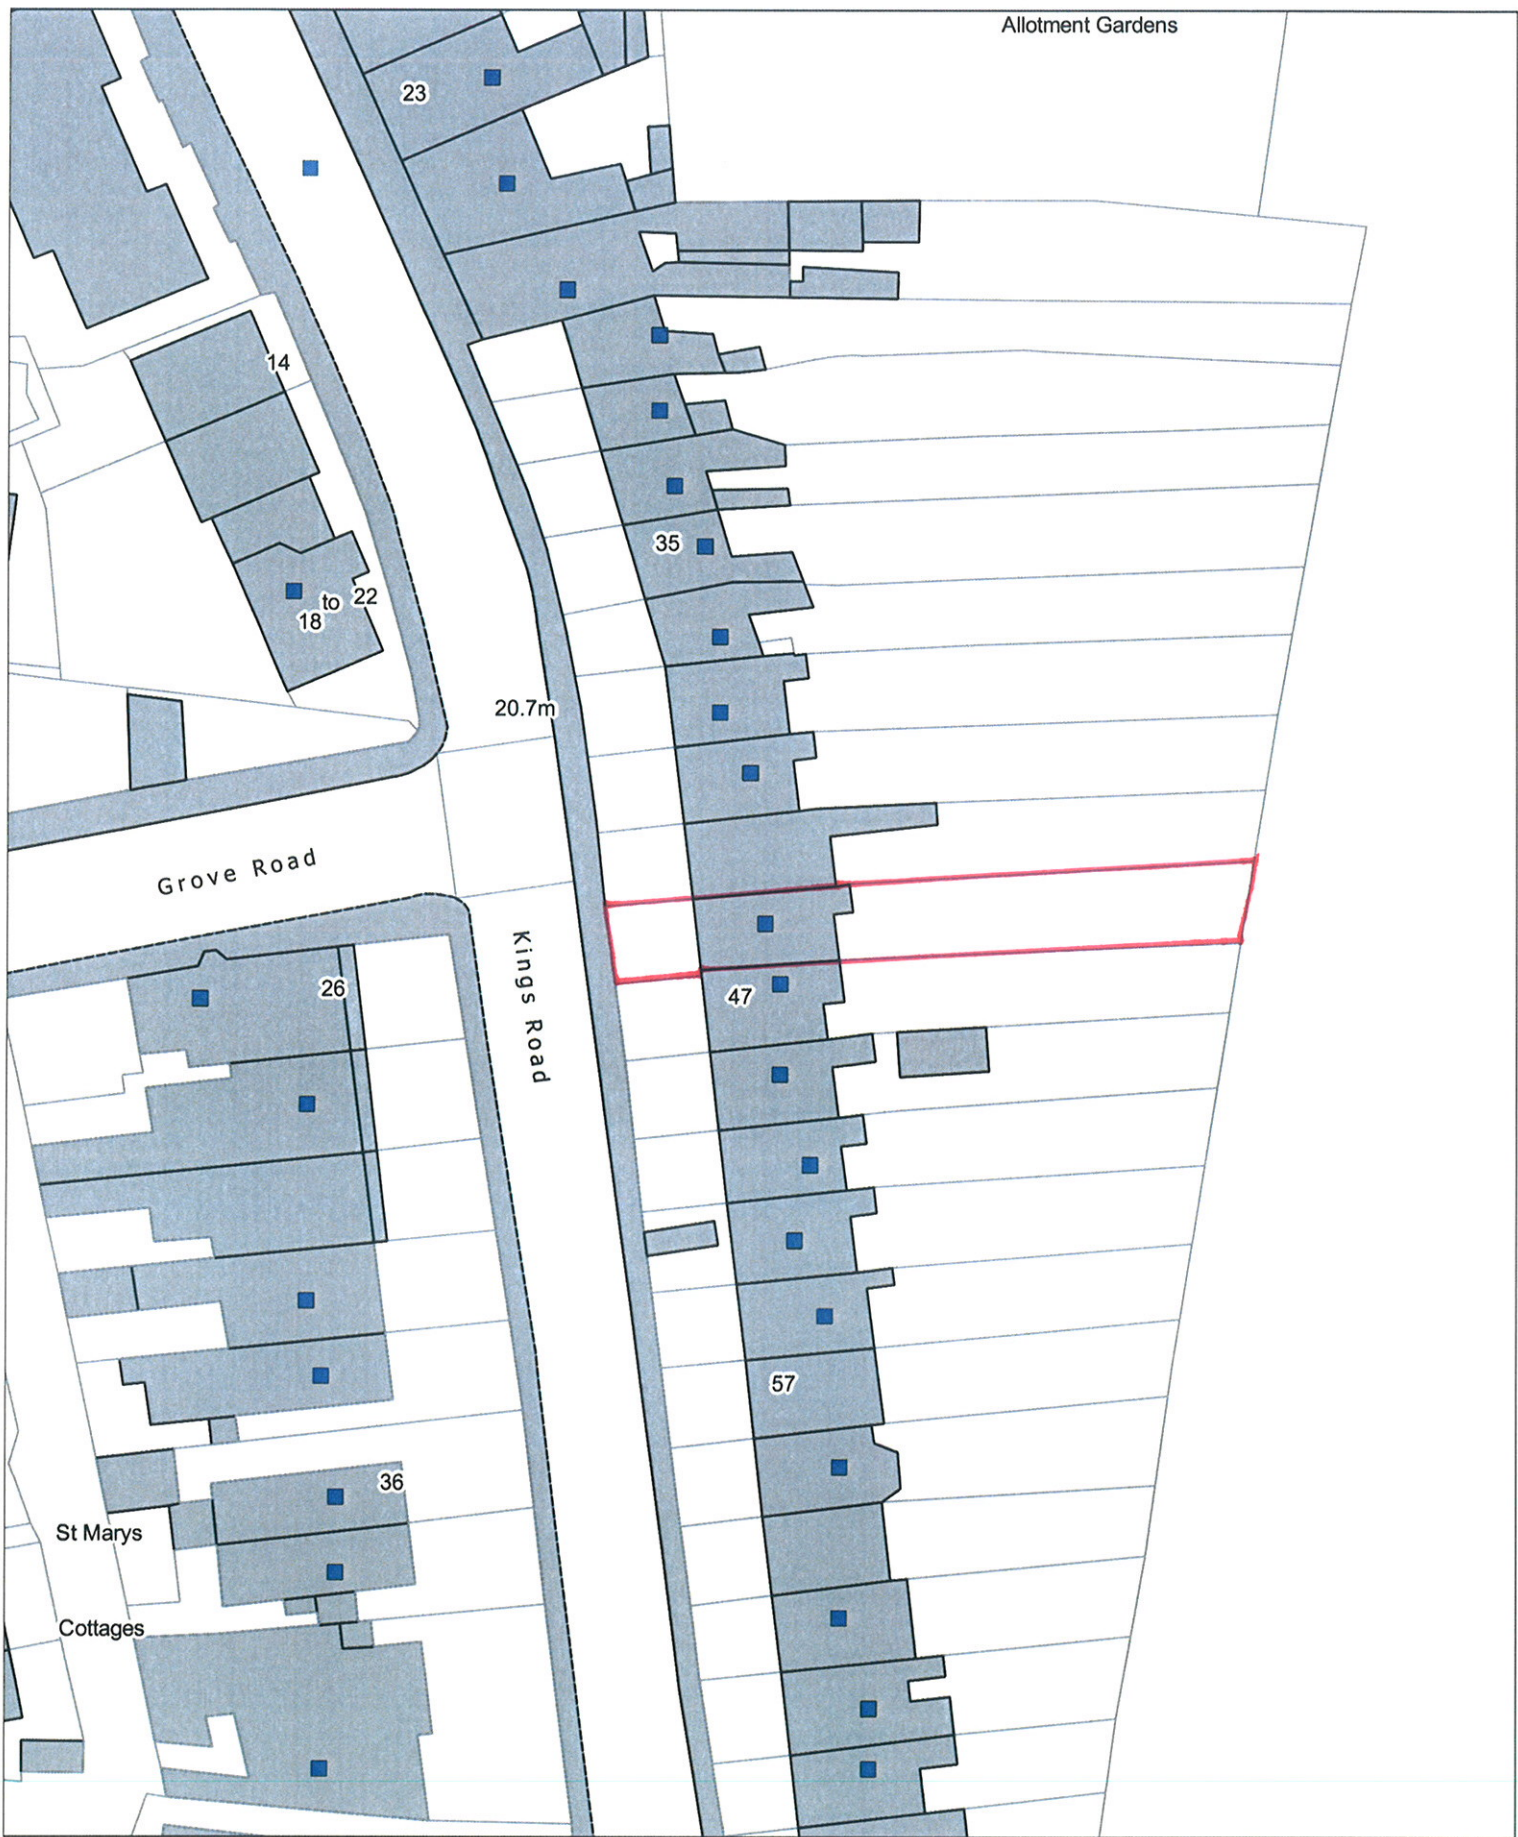 Allotment Gardens
23
14
35
18 to 22
20.7m
Grove Road
Kings Road
26
47
57
36
St Marys
Cottages